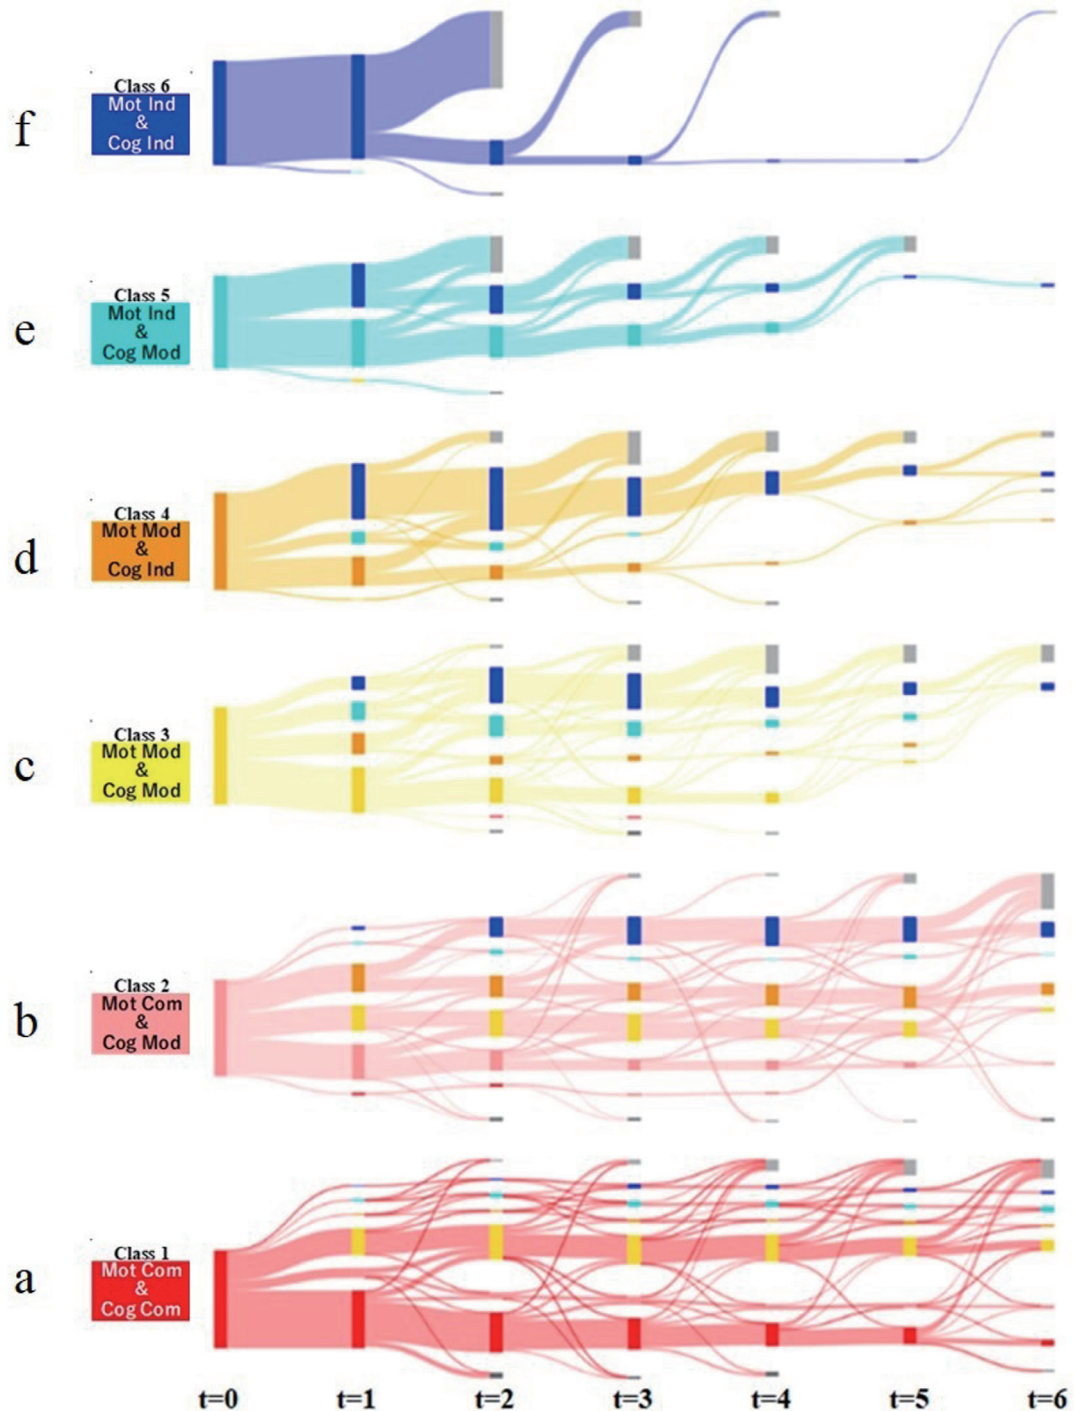 f
Class 6
Mot Ind
&
Cog Ind
e
Class 5
Mot Ind
&
Cog Mod
d
Class 4
Mot Mod
&
Cog Ind
c
Class 3
Mot Mod
&
Cog Mod
b
Class 2
Mot Com
&
Cog Mod
a
Class 1
Mot Com
&
Cog Com
t=0 t=1 t=2 t=3 t=4 t=5 t=6